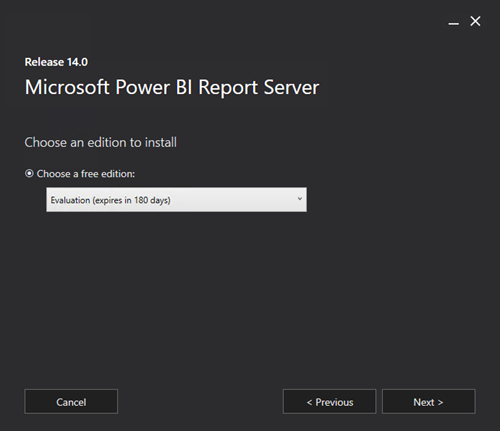 Release 14.0
Microsoft Power BI Report Server
Choose an edition to install
Choose a free edition:
Evaluation (expires in 180 days)
Cancel
< Previous
Next >